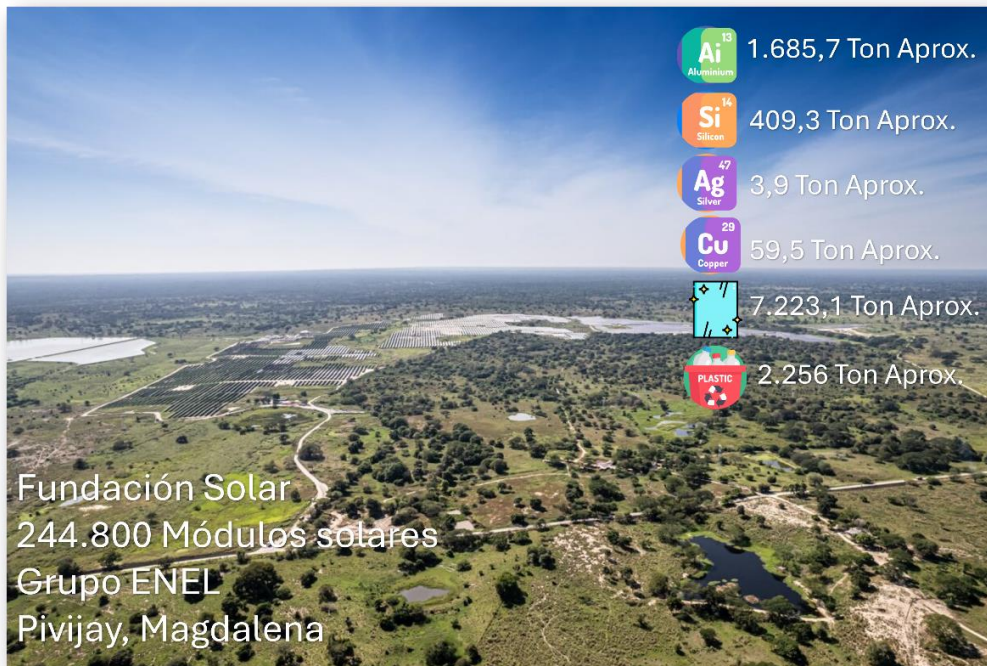 13
Ai
Aluminium
1.685,7 Ton Aprox.
14
Si
Silicon
409,3 Ton Aprox.
47
Ag
Silver
3,9 Ton Aprox.
29
Cu
Copper
59,5 Ton Aprox.
7.223,1 Ton Aprox.
PLASTIC
2.256 Ton Aprox.
Fundación Solar
244.800 Módulos solares
Grupo ENEL
Pivijay, Magdalena